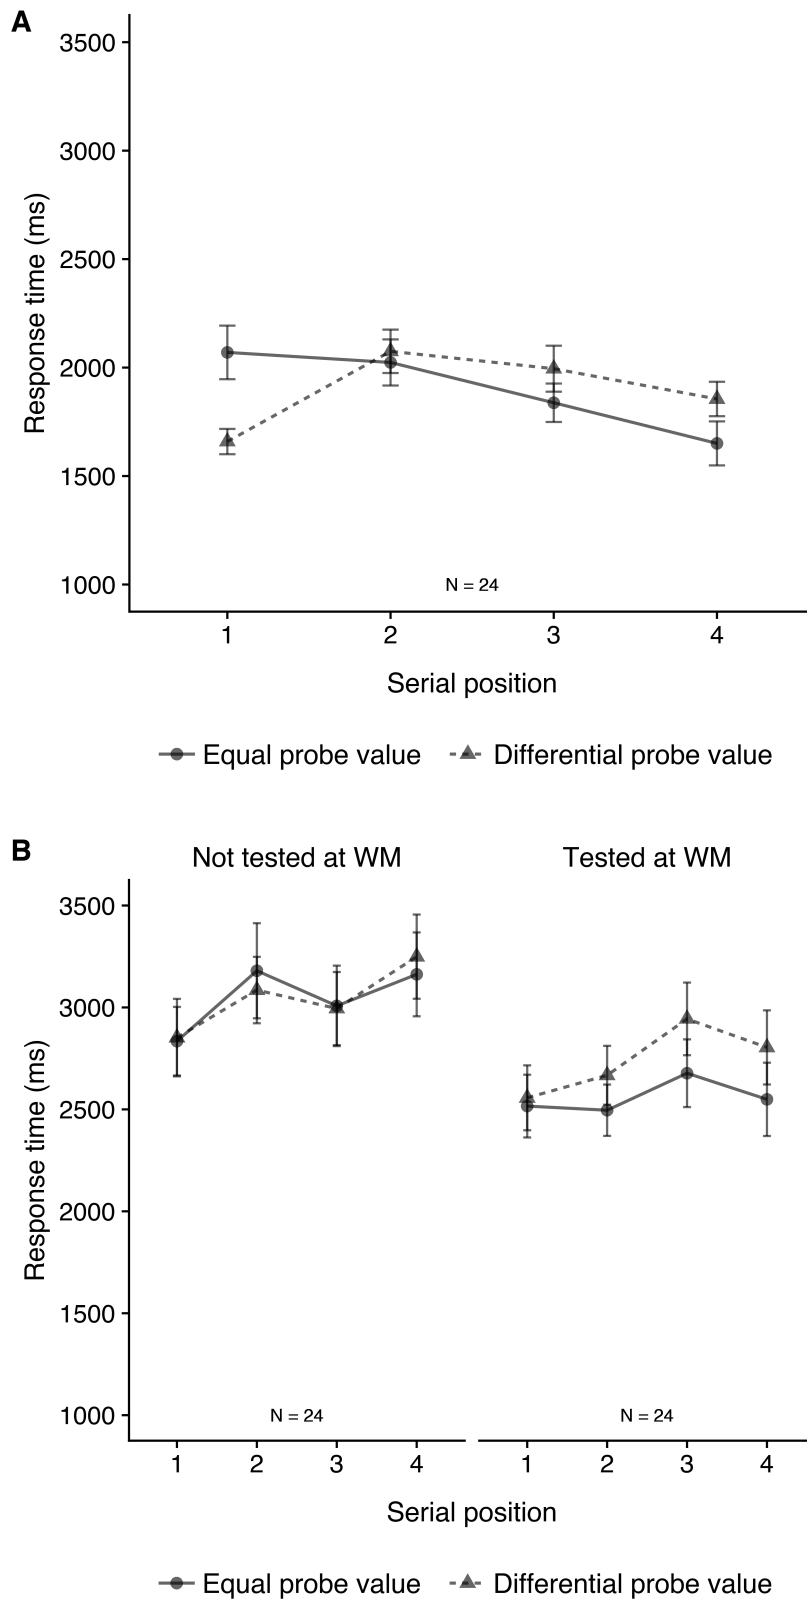 A
3500
3000
2500
2000
1500
1000
Response time (ms)
N = 24
1 2 3 4
Serial position
Equal probe value Differential probe value
B
Not tested at WM Tested at WM
3500
3000
2500
2000
1500
1000
Response time (ms)
N = 24 N = 24
1 2 3 4 1 2 3 4
Serial position
Equal probe value Differential probe value